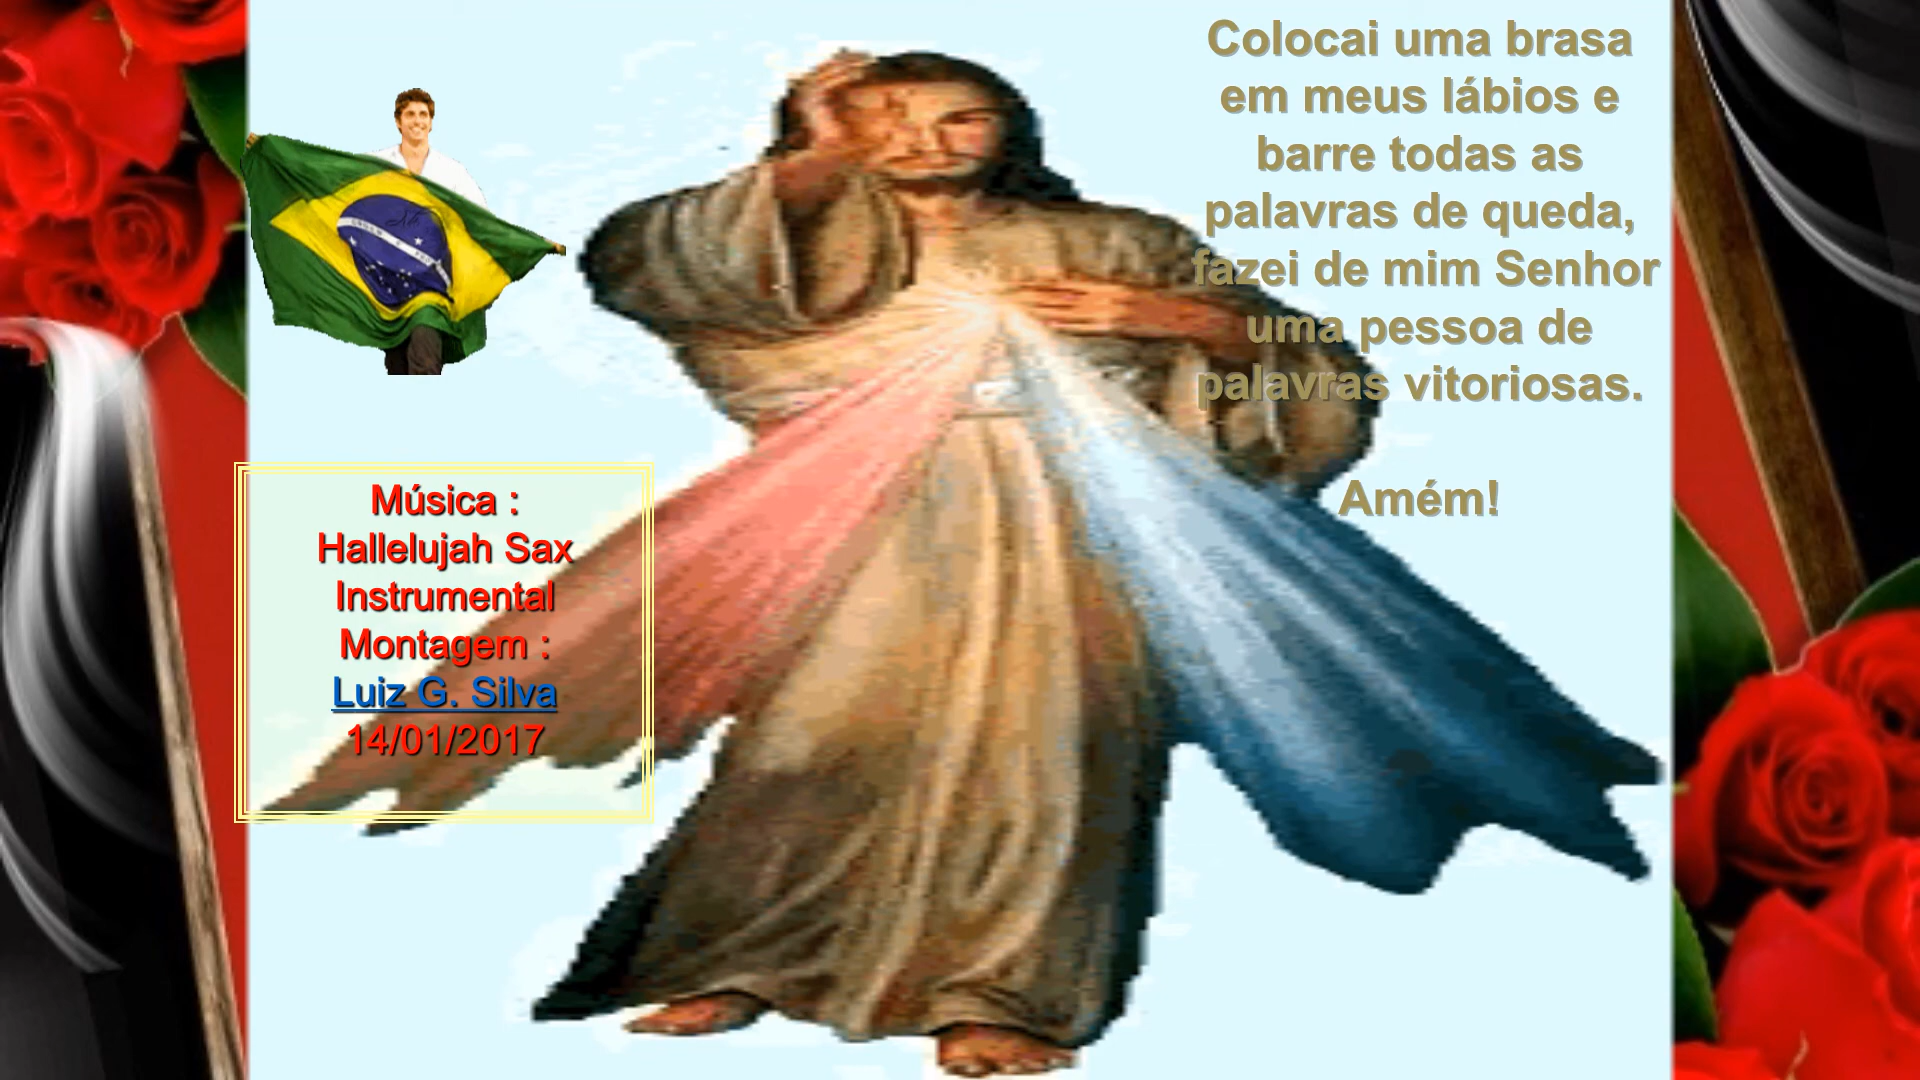 Colocai uma brasa
em meus lábios e
barre todas as
palavras de queda,
fazei de mim Senhor
uma pessoa de
palavras vitoriosas.
Amém!
Música :
Hallelujah Sax
Instrumental
Montagem :
Luiz G. Silva
14/01/2017